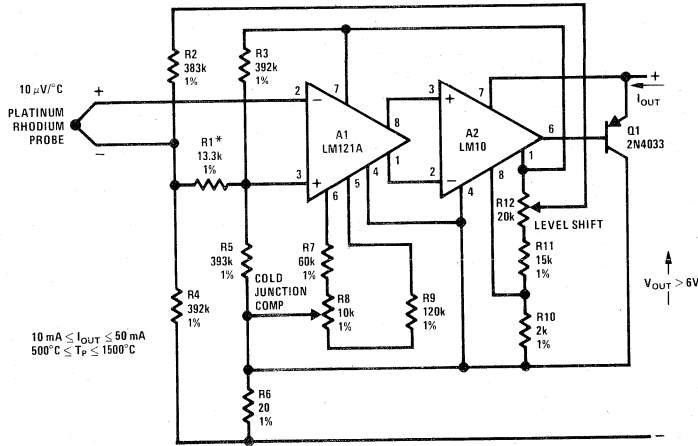 R2
383k
1%
R3
392k
1%
10 µV/°C
+
PLATINUM
RHODIUM
PROBE
−
R1*
13.3k
1%
2
−
7
A1
LM121A
8
1
3
+
6
5
4
+
3
7
A2
LM10
6
−
2
1
8
4
+
IOUT
Q1
2N4033
R12
20k
LEVEL SHIFT
R11
15k
1%
R5
393k
1%
COLD
JUNCTION
COMP
R7
60k
1%
R8
10k
1%
R9
120k
1%
R10
2k
1%
VOUT > 6V
R4
392k
1%
10 mA ≤ IOUT ≤ 50 mA
500°C ≤ TP ≤ 1500°C
R6
20
1%
−